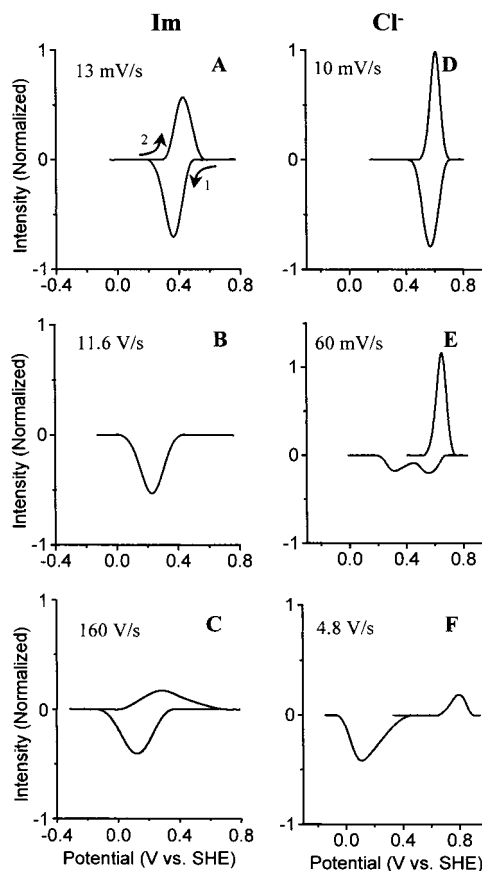 Im
Cl-
13 mV/s
A
2
1
Intensity (Normalized)
1
0
-1
-0.4
0.0
0.4
0.8
10 mV/s
D
1
0
-1
0.0
0.4
0.8
11.6 V/s
B
Intensity (Normalized)
1
0
-1
0.0
0.4
0.8
60 mV/s
E
1
0
-1
0.0
0.4
0.8
160 V/s
C
Intensity (Normalized)
1
0
-1
-0.4
0.0
0.4
0.8
Potential (V vs. SHE)
4.8 V/s
F
1
0
-1
0.0
0.4
0.8
Potential (V vs. SHE)